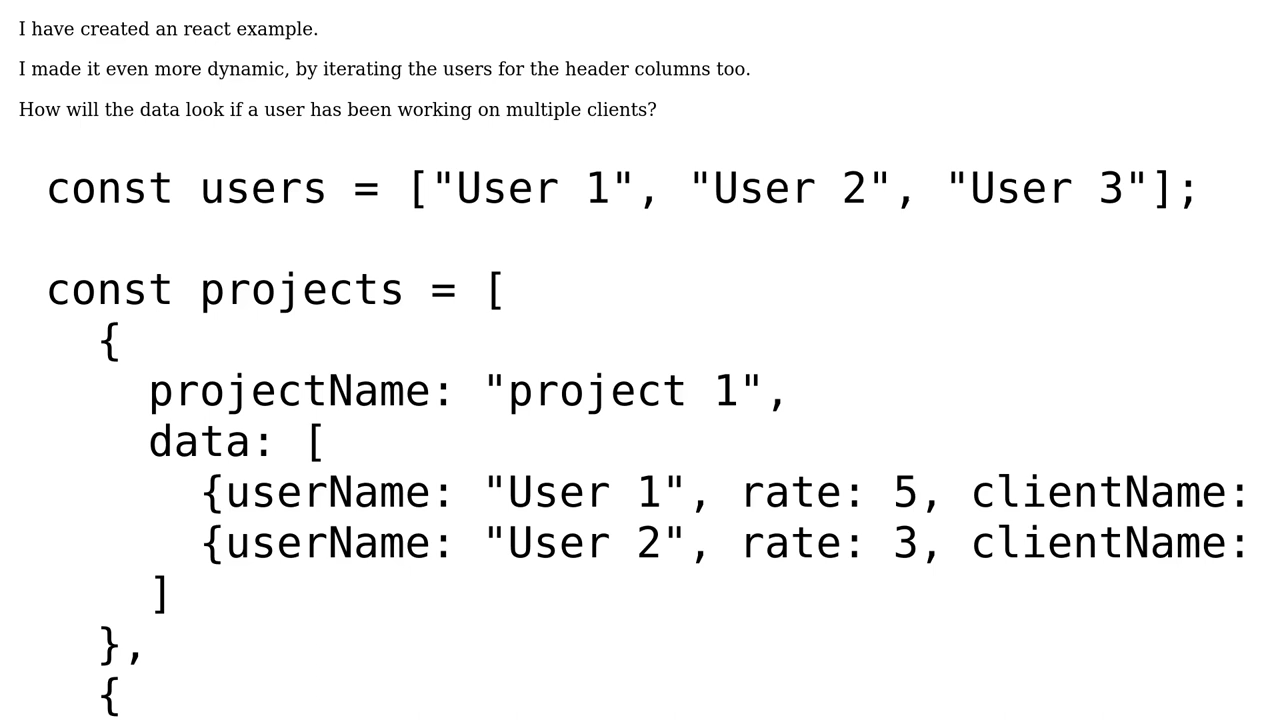 I have created an react example.
I made it even more dynamic, by iterating the users for the header columns too.
How will the data look if a user has been working on multiple clients?
const users = ["User 1", "User 2", "User 3"];
const projects = [
{
projectName: "project 1",
data: [
{userName: "User 1", rate: 5, clientName:
{userName: "User 2", rate: 3, clientName:
]
},
{